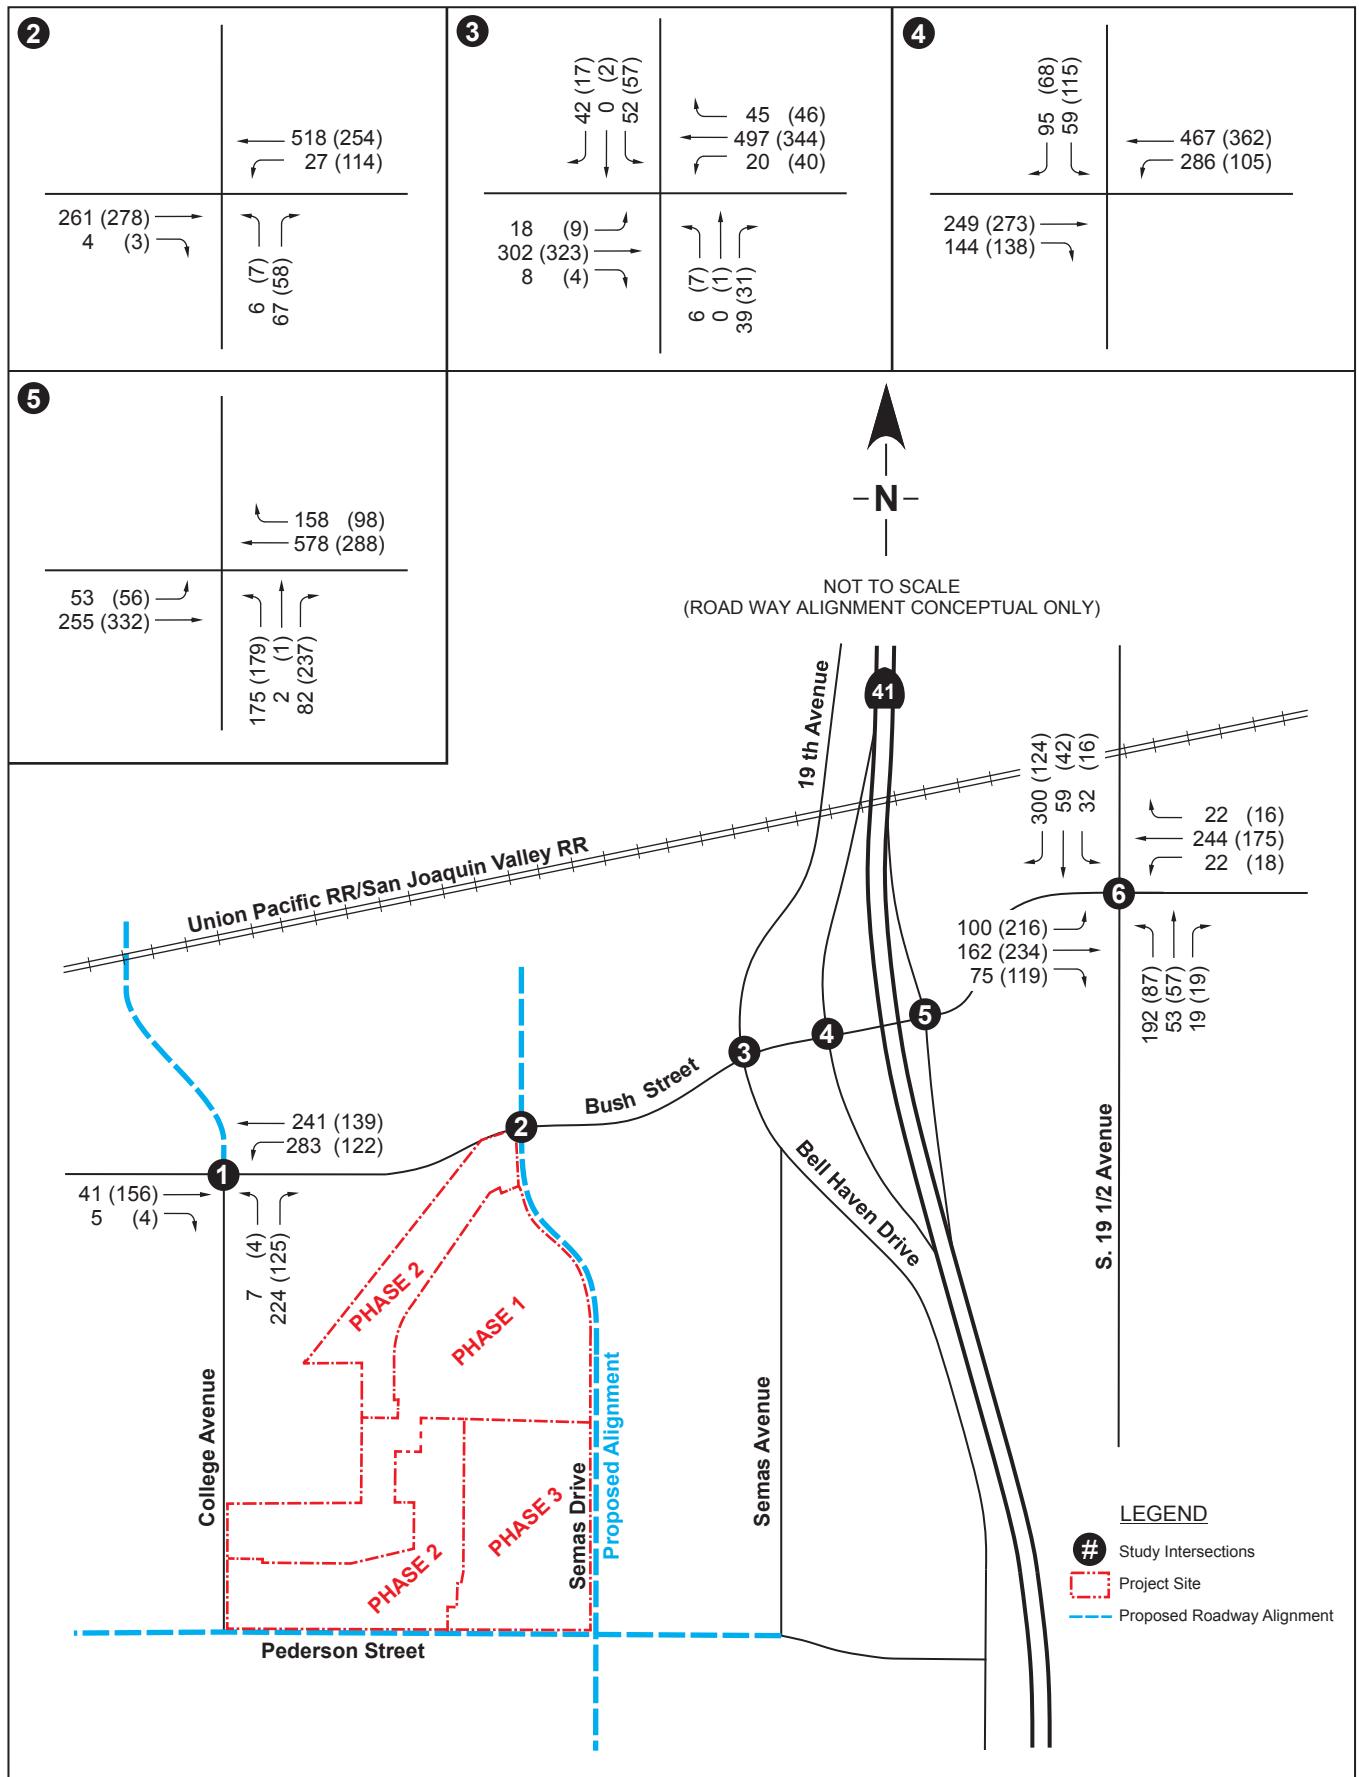 2
518 (254)
27 (114)
261 (278)
4 (3)
6 (7)
67 (58)
3
42 (17)
0 (2)
52 (57)
45 (46)
497 (344)
20 (40)
18 (9)
302 (323)
8 (4)
6 (7)
0 (1)
39 (31)
4
95 (68)
59 (115)
467 (362)
286 (105)
249 (273)
144 (138)
5
158 (98)
578 (288)
53 (56)
255 (332)
175 (179)
2 (1)
82 (237)
N
NOT TO SCALE
(ROAD WAY ALIGNMENT CONCEPTUAL ONLY)
19 th Avenue
41
300 (124)
59 (42)
32 (16)
22 (16)
244 (175)
22 (18)
6
100 (216)
162 (234)
75 (119)
192 (87)
53 (57)
19 (19)
Union Pacific RR/San Joaquin Valley RR
5
4
3
Bush Street
2
241 (139)
283 (122)
1
41 (156)
5 (4)
7 (4)
224 (125)
Bell Haven Drive
S. 19 1/2 Avenue
PHASE 2
PHASE 1
College Avenue
Semas Drive
Proposed Alignment
Semas Avenue
PHASE 3
PHASE 2
Pederson Street
LEGEND
# Study Intersections
Project Site
Proposed Roadway Alignment